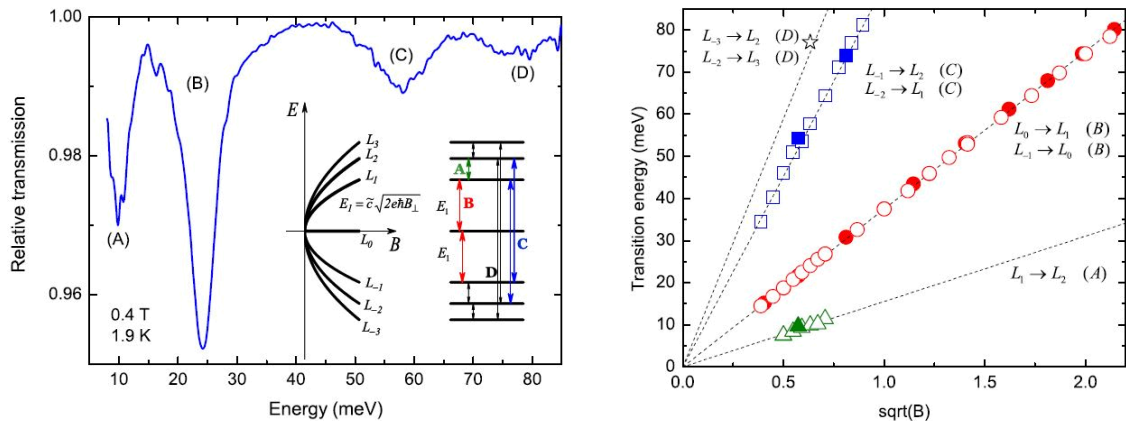 1.00
0.98
0.96
Relative transmission
(A)
(B)
(C)
(D)
0.4 T
1.9 K
10 20 30 40 50 60 70 80
Energy (meV)
E
L₃
L₂
L₁
E₁ = c̃√2eħB⊥
L₀
B
L₋₁
L₋₂
L₋₃
A
B
E₁
E₁
C
D
80
70
60
50
40
30
20
10
0
Transition energy (meV)
L₋₃ → L₂ (D)
L₋₂ → L₃ (D)
L₋₁ → L₂ (C)
L₋₂ → L₁ (C)
L₀ → L₁ (B)
L₋₁ → L₀ (B)
L₁ → L₂ (A)
0.0 0.5 1.0 1.5 2.0
sqrt(B)